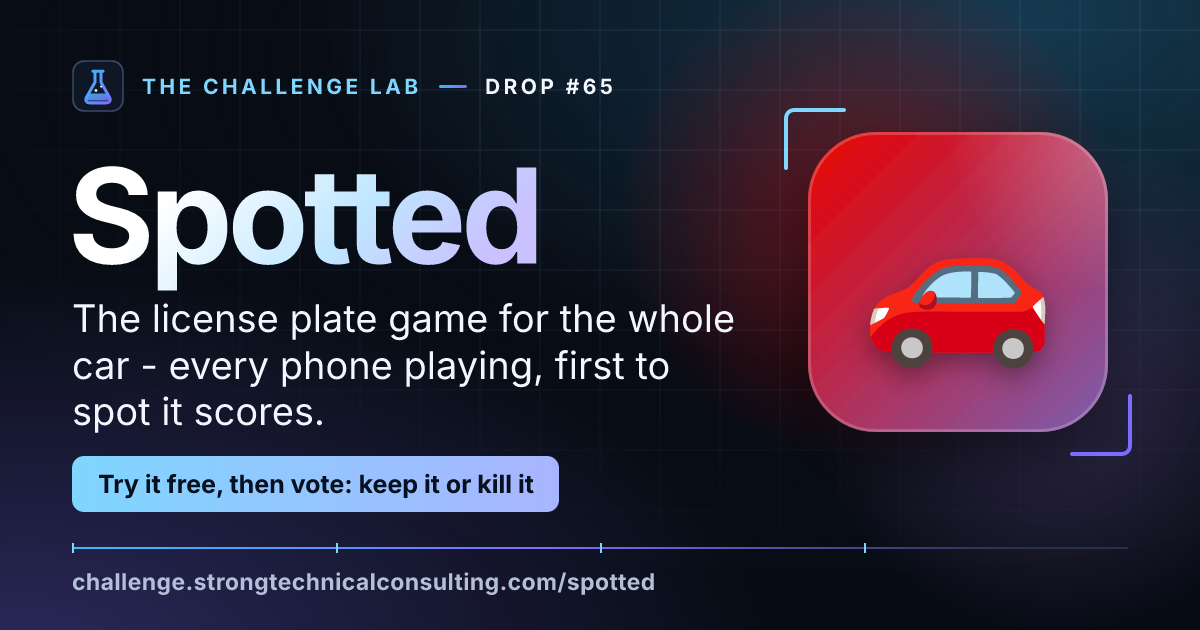 THE CHALLENGE LAB — DROP #65
Spotted
The license plate game for the whole
car - every phone playing, first to
spot it scores.
Try it free, then vote: keep it or kill it
challenge.strongtechnicalconsulting.com/spotted